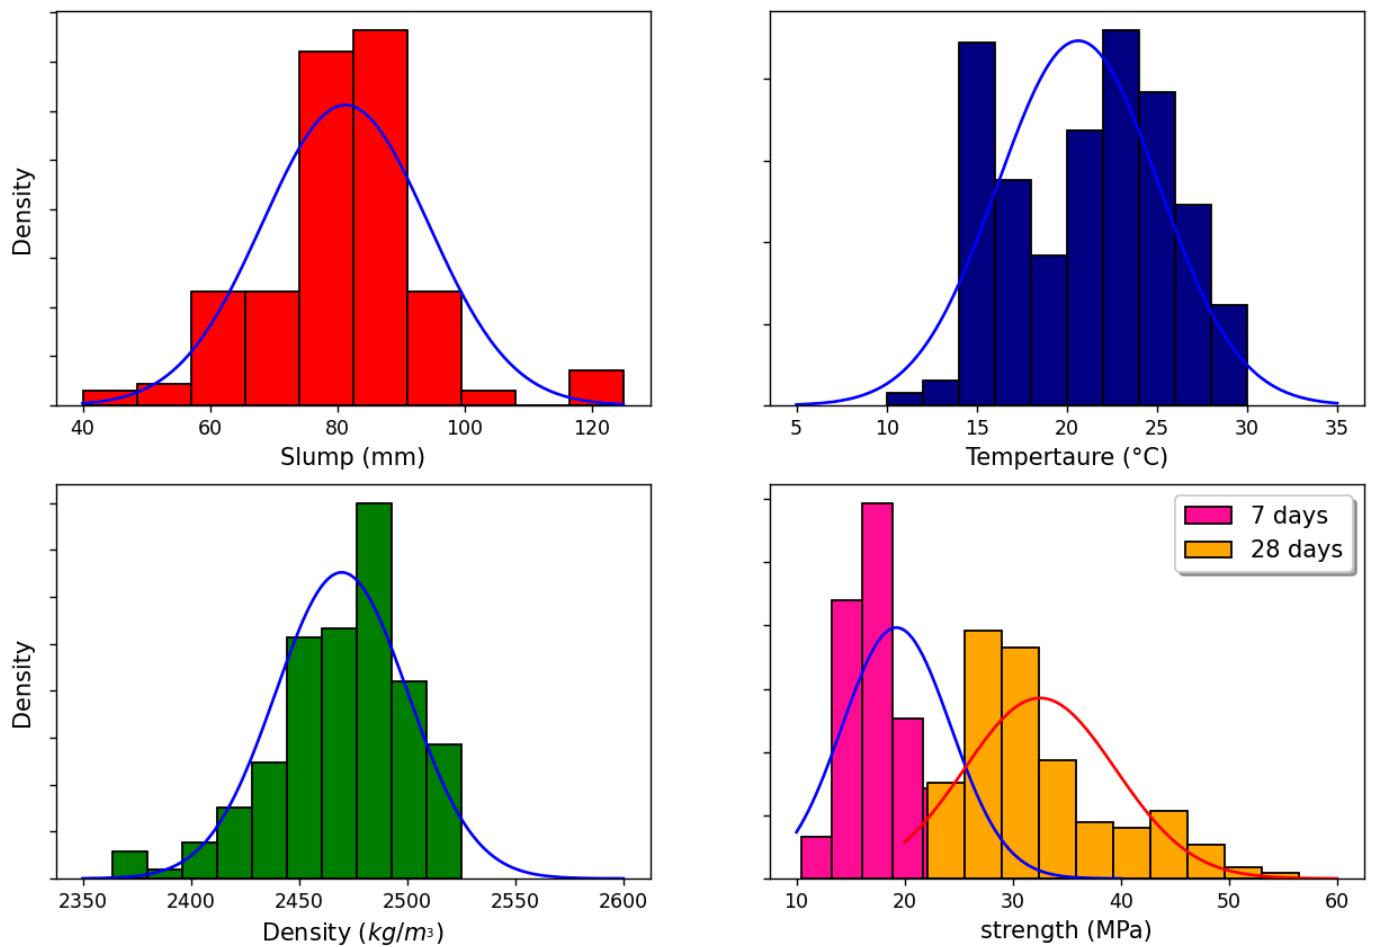 Density
40 60 80 100 120
Slump (mm)
5 10 15 20 25 30 35
Tempertaure (°C)
Density
2350 2400 2450 2500 2550 2600
Density (kg/m³)
7 days
28 days
10 20 30 40 50 60
strength (MPa)